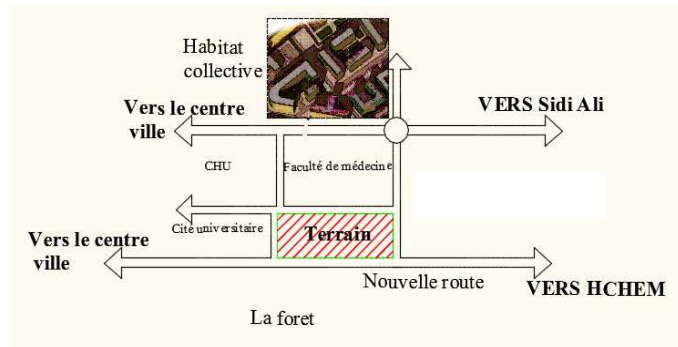 Habitat
collective
Vers le centre
ville
VERS Sidi Ali
CHU
Faculté de médecine
Cité universitaire
Terrain
Vers le centre
ville
Nouvelle route
VERS HCHEM
La foret